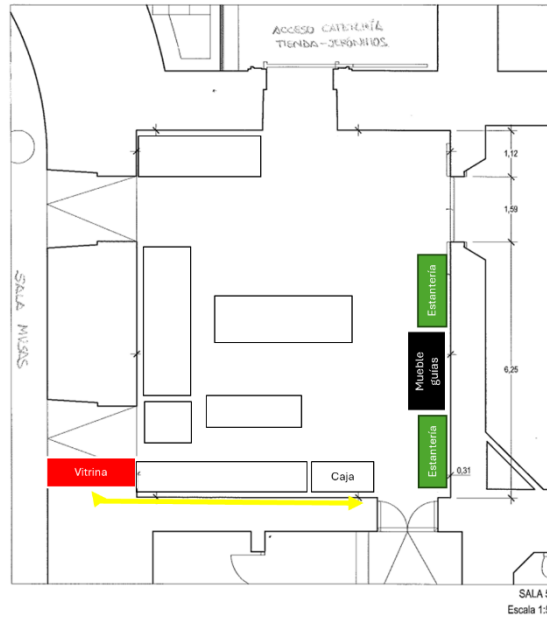 ACCESO CAFETERÍA
TIENDA-JERÓNIMOS
1,12
1,59
Estantería
SALA MUSAS
Mueble
guías
6,25
Estantería
Vitrina
Caja
0,31
SALA
Escala 1: